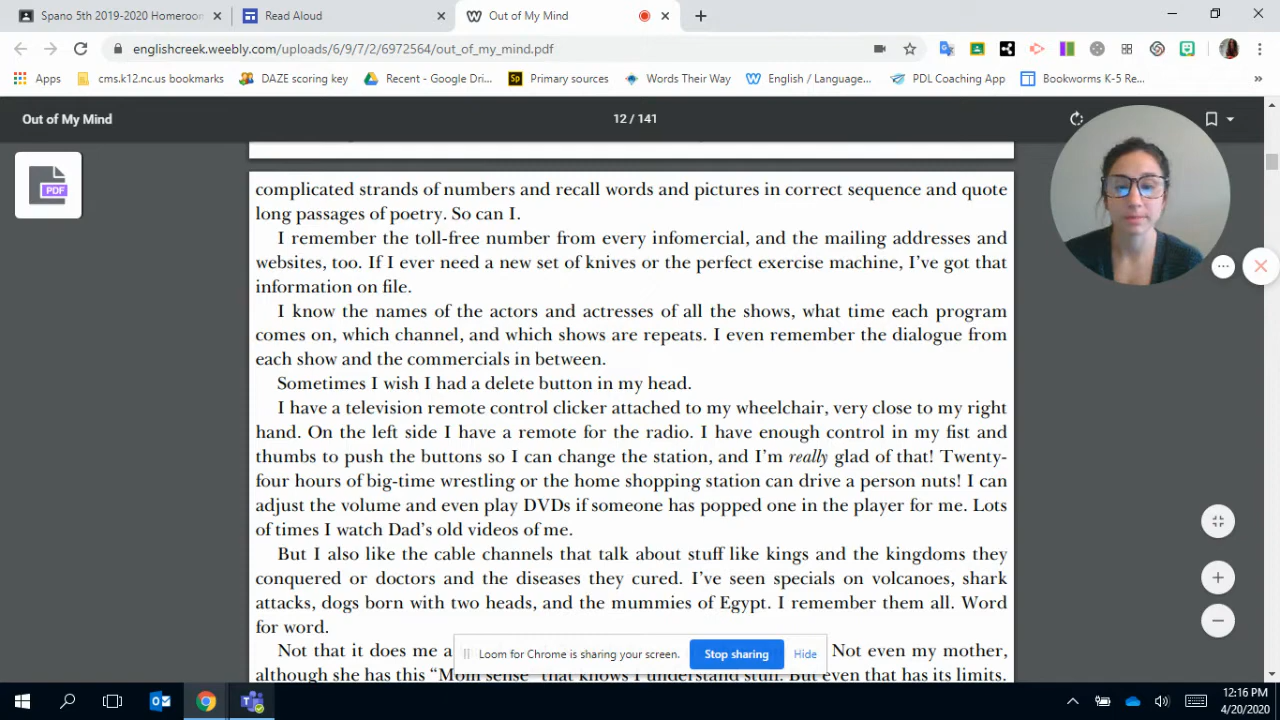 Spano 5th 2019-2020 Homeroom
Read Aloud
Out of My Mind
englishcreek.weebly.com/uploads/6/9/7/2/6972564/out_of_my_mind.pdf
Apps
cms.k12.nc.us bookmarks
DAZE scoring key
Recent - Google Dri...
Sp
Primary sources
Words Their Way
English / Language...
PDL Coaching App
Bookworms K-5 Re...
»
Out of My Mind
12 / 141
PDF
complicated strands of numbers and recall words and pictures in correct sequence and quote
long passages of poetry. So can I.
I remember the toll-free number from every infomercial, and the mailing addresses and
websites, too. If I ever need a new set of knives or the perfect exercise machine, I've got that
information on file.
I know the names of the actors and actresses of all the shows, what time each program
comes on, which channel, and which shows are repeats. I even remember the dialogue from
each show and the commercials in between.
Sometimes I wish I had a delete button in my head.
I have a television remote control clicker attached to my wheelchair, very close to my right
hand. On the left side I have a remote for the radio. I have enough control in my fist and
thumbs to push the buttons so I can change the station, and I'm really glad of that! Twenty-
four hours of big-time wrestling or the home shopping station can drive a person nuts! I can
adjust the volume and even play DVDs if someone has popped one in the player for me. Lots
of times I watch Dad's old videos of me.
But I also like the cable channels that talk about stuff like kings and the kingdoms they
conquered or doctors and the diseases they cured. I've seen specials on volcanoes, shark
attacks, dogs born with two heads, and the mummies of Egypt. I remember them all. Word
for word.
Not that it does me a
Not even my mother,
although she has this “Mom sense” that knows I understand stuff. But even that has its limits.
Loom for Chrome is sharing your screen.
Stop sharing
Hide
12:16 PM
4/20/2020